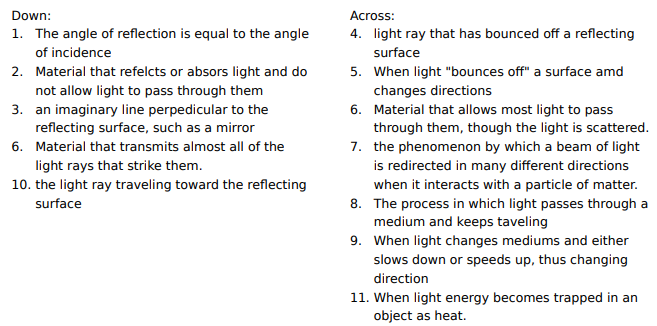 Down:
1. The angle of reflection is equal to the angle
of incidence
2. Material that refelcts or absors light and do
not allow light to pass through them
3. an imaginary line perpedicular to the
reflecting surface, such as a mirror
6. Material that transmits almost all of the
light rays that strike them.
10. the light ray traveling toward the reflecting
surface
Across:
4. light ray that has bounced off a reflecting
surface
5. When light "bounces off" a surface amd
changes directions
6. Material that allows most light to pass
through them, though the light is scattered.
7. the phenomenon by which a beam of light
is redirected in many different directions
when it interacts with a particle of matter.
8. The process in which light passes through a
medium and keeps taveling
9. When light changes mediums and either
slows down or speeds up, thus changing
direction
11. When light energy becomes trapped in an
object as heat.